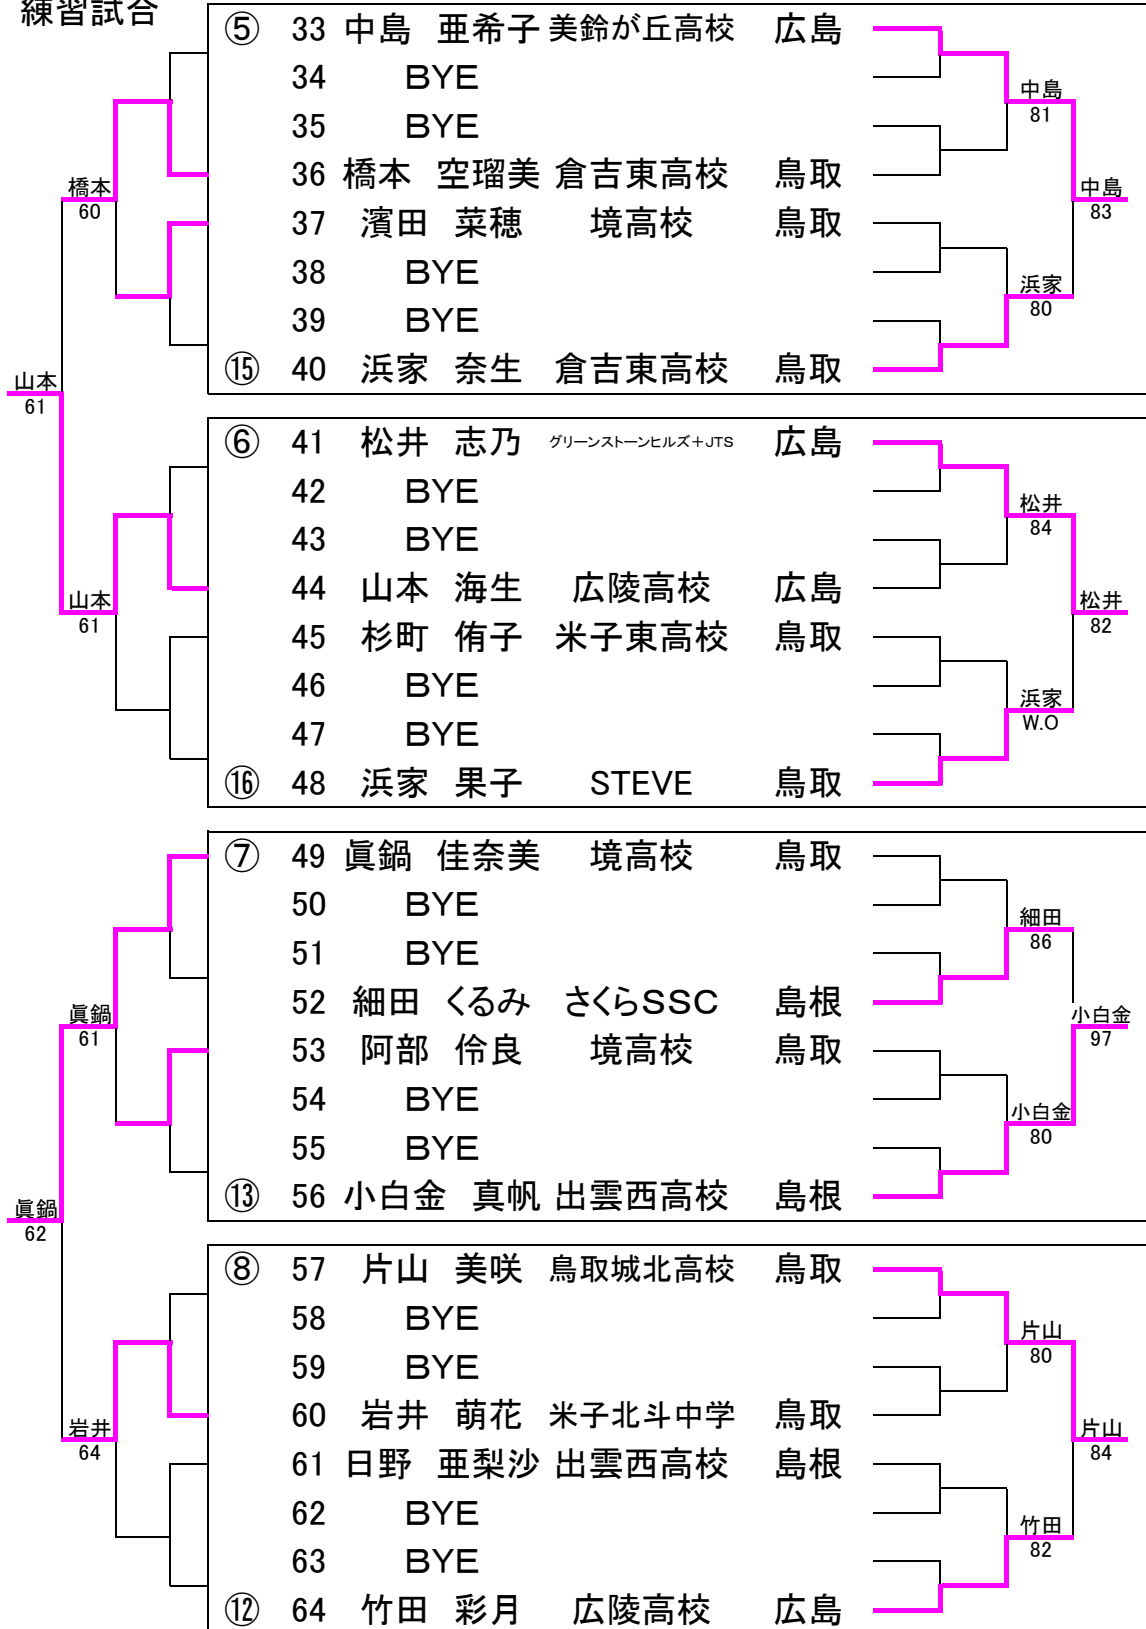 練習試合
⑤ 33 中島 亜希子 美鈴が丘高校 広島
34 BYE
中島
81
35 BYE
36 橋本 空瑠美 倉吉東高校 鳥取
橋本
60
中島
83
37 濱田 菜穂 境高校 鳥取
38 BYE
浜家
80
39 BYE
⑮ 40 浜家 奈生 倉吉東高校 鳥取
山本
61
⑥ 41 松井 志乃 グリーンストーンヒルズ+JTS 広島
42 BYE
松井
84
43 BYE
44 山本 海生 広陵高校 広島
山本
61
松井
82
45 杉町 侑子 米子東高校 鳥取
46 BYE
浜家
W.O
47 BYE
⑯ 48 浜家 果子 STEVE 鳥取
⑦ 49 眞鍋 佳奈美 境高校 鳥取
50 BYE
細田
86
51 BYE
52 細田 くるみ さくらSSC 島根
眞鍋
61
小白金
97
53 阿部 伶良 境高校 鳥取
54 BYE
小白金
80
55 BYE
⑬ 56 小白金 真帆 出雲西高校 島根
眞鍋
62
⑧ 57 片山 美咲 鳥取城北高校 鳥取
58 BYE
片山
80
59 BYE
60 岩井 萌花 米子北斗中学 鳥取
岩井
64
片山
84
61 日野 亜梨沙 出雲西高校 島根
62 BYE
竹田
82
63 BYE
⑫ 64 竹田 彩月 広陵高校 広島